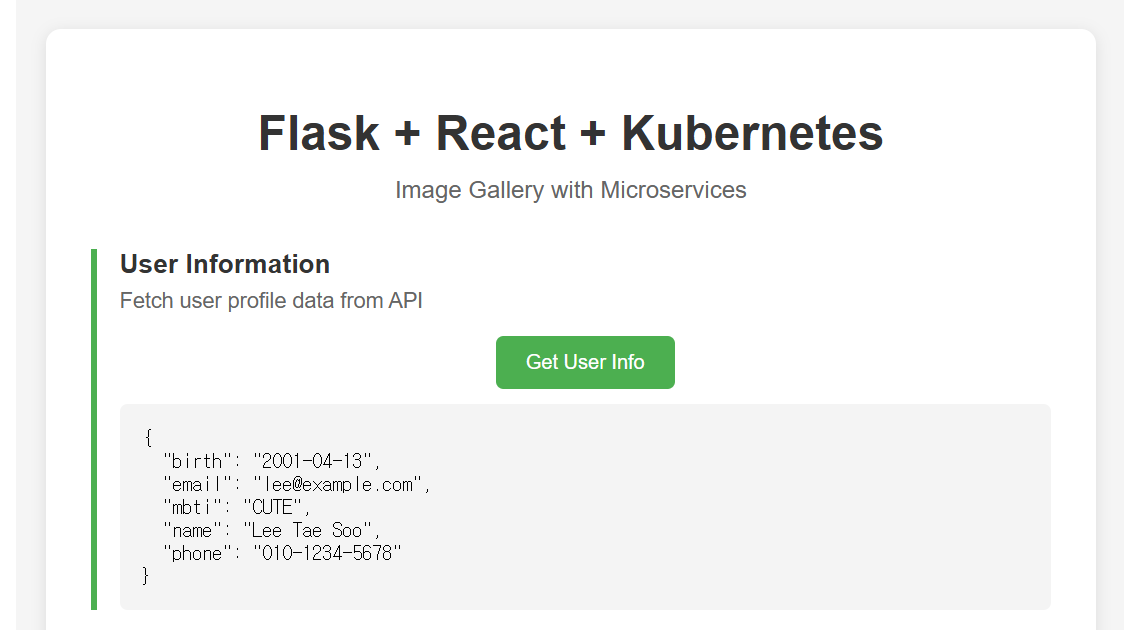 Flask + React + Kubernetes
Image Gallery with Microservices
User Information
Fetch user profile data from API
Get User Info
{
  "birth": "2001-04-13",
  "email": "lee@example.com",
  "mbti": "CUTE",
  "name": "Lee Tae Soo",
  "phone": "010-1234-5678"
}